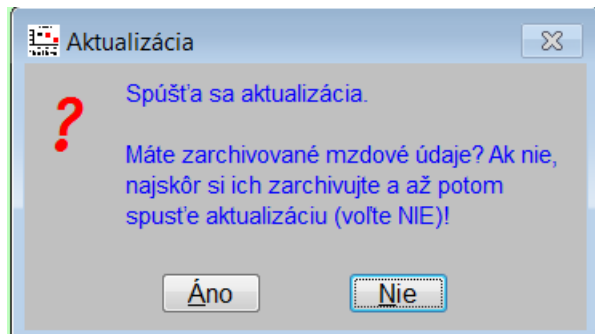 Aktualizácia
Spúšťa sa aktualizácia.
Máte zarchivované mzdové údaje? Ak nie,
najskôr si ich zarchivujte a až potom
spusťe aktualizáciu (voľte NIE)!
Áno
Nie